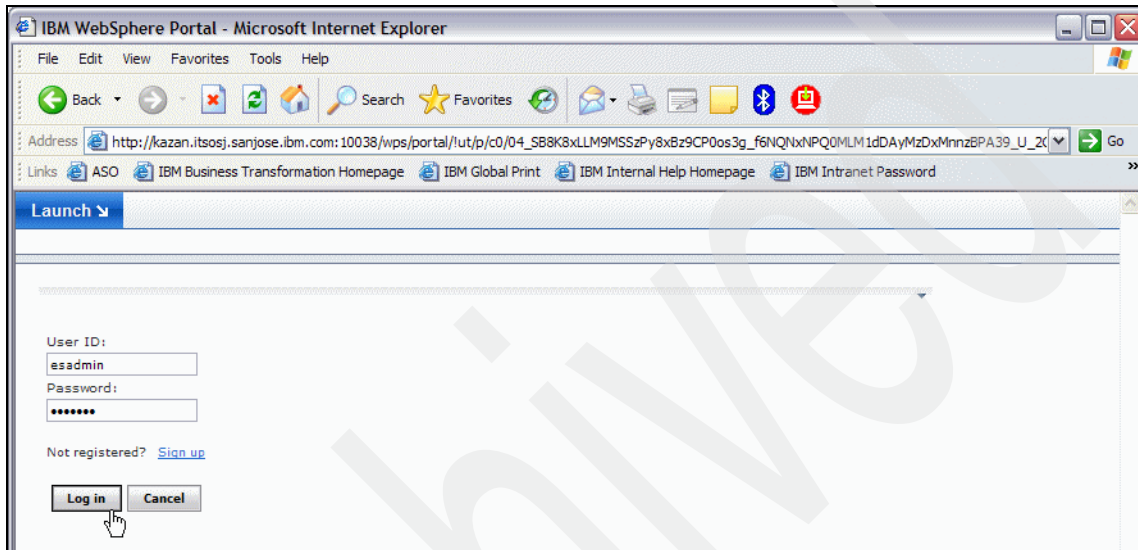 IBM WebSphere Portal - Microsoft Internet Explorer
File Edit View Favorites Tools Help
Back Search Favorites
Address http://kazan.itsosj.sanjose.ibm.com:10038/wps/portal/!ut/p/c0/04_SB8K8xLLM9MSSzPy8xBz9CP0os3g_f6NQNxNPQ0MLM1dDAyMzDxMnnzBPA39_U_2C Go
Links ASO IBM Business Transformation Homepage IBM Global Print IBM Internal Help Homepage IBM Intranet Password »
Launch
User ID:
esadmin
Password:
•••••••
Not registered? Sign up
Log in Cancel